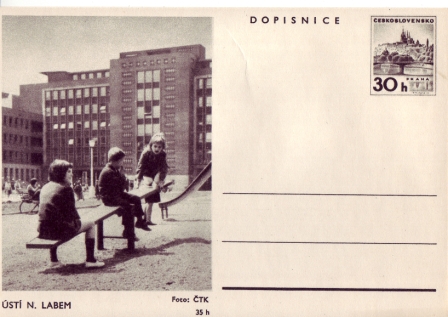 DOPISNICE
ČESKOSLOVENSKO
PRAHA
30 h
ÚSTÍ N. LABEM
Foto: ČTK
35 h